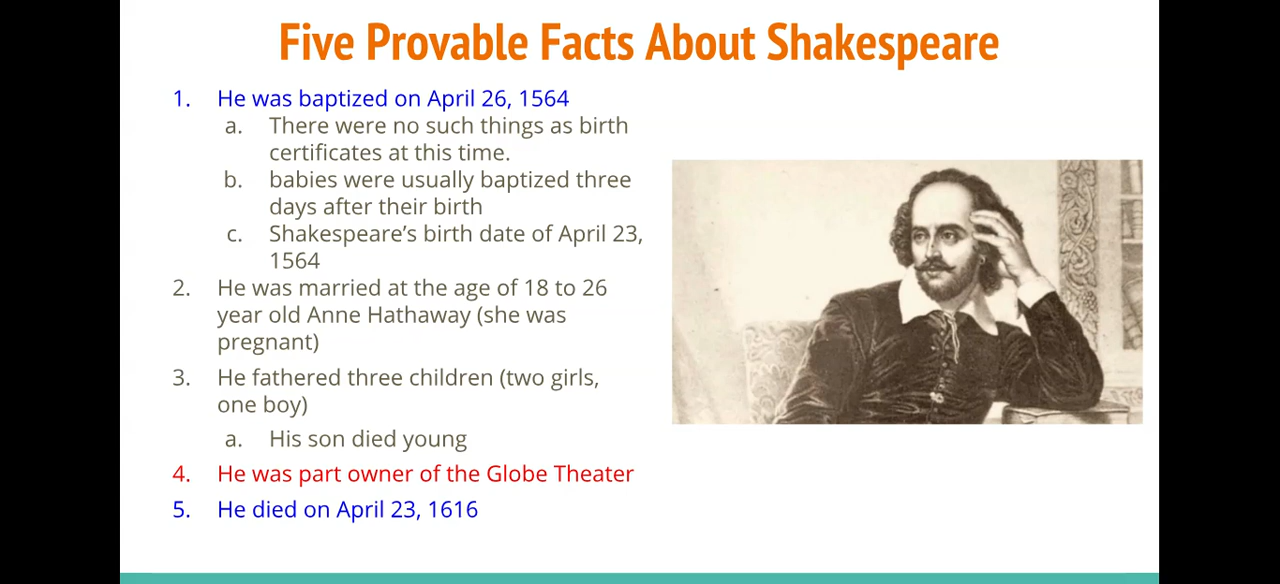 Five Provable Facts About Shakespeare
1. He was baptized on April 26, 1564
a. There were no such things as birth
certificates at this time.
b. babies were usually baptized three
days after their birth
c. Shakespeare’s birth date of April 23,
1564
2. He was married at the age of 18 to 26
year old Anne Hathaway (she was
pregnant)
3. He fathered three children (two girls,
one boy)
a. His son died young
4. He was part owner of the Globe Theater
5. He died on April 23, 1616